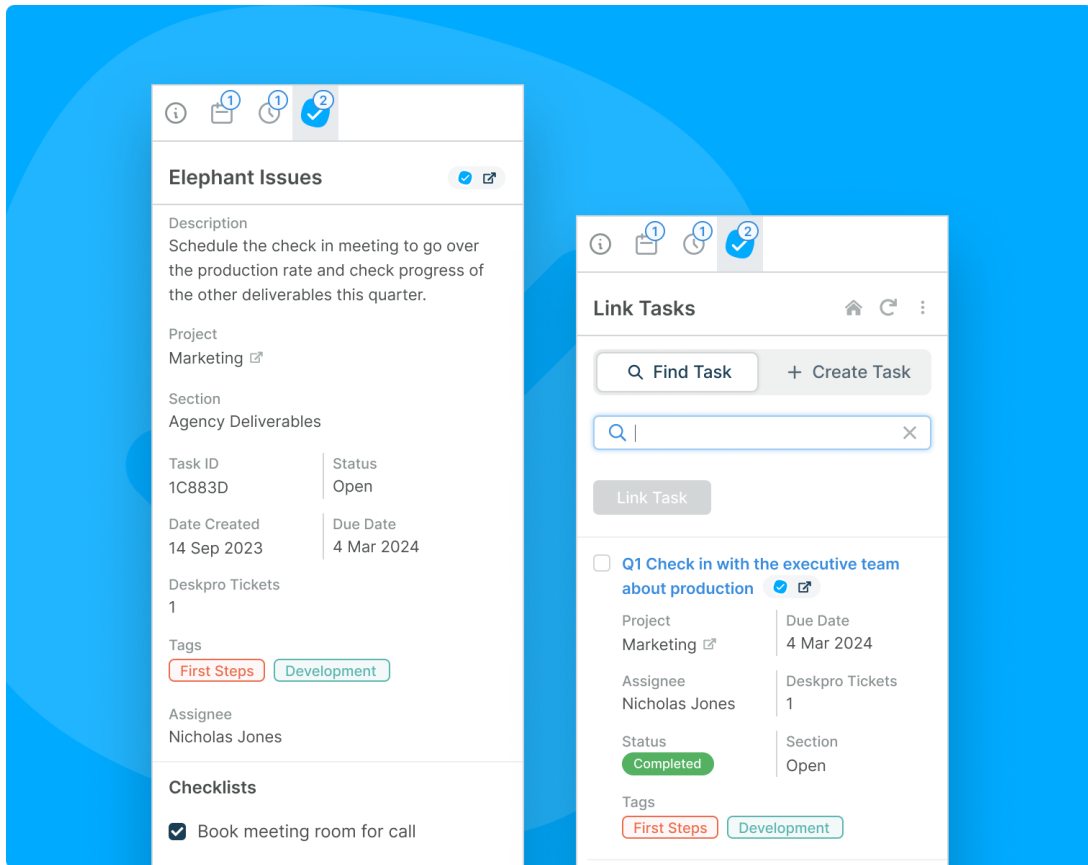 1
1
2
Elephant Issues
Description
Schedule the check in meeting to go over
the production rate and check progress of
the other deliverables this quarter.
Project
Marketing
Section
Agency Deliverables
Task ID
Status
1C883D
Open
Date Created
Due Date
14 Sep 2023
4 Mar 2024
Deskpro Tickets
1
Tags
First Steps
Development
Assignee
Nicholas Jones
Checklists
Book meeting room for call
1
1
2
Link Tasks
Find Task
+ Create Task
Link Task
Q1 Check in with the executive team
about production
Project
Due Date
Marketing
4 Mar 2024
Assignee
Deskpro Tickets
Nicholas Jones
1
Status
Section
Completed
Open
Tags
First Steps
Development